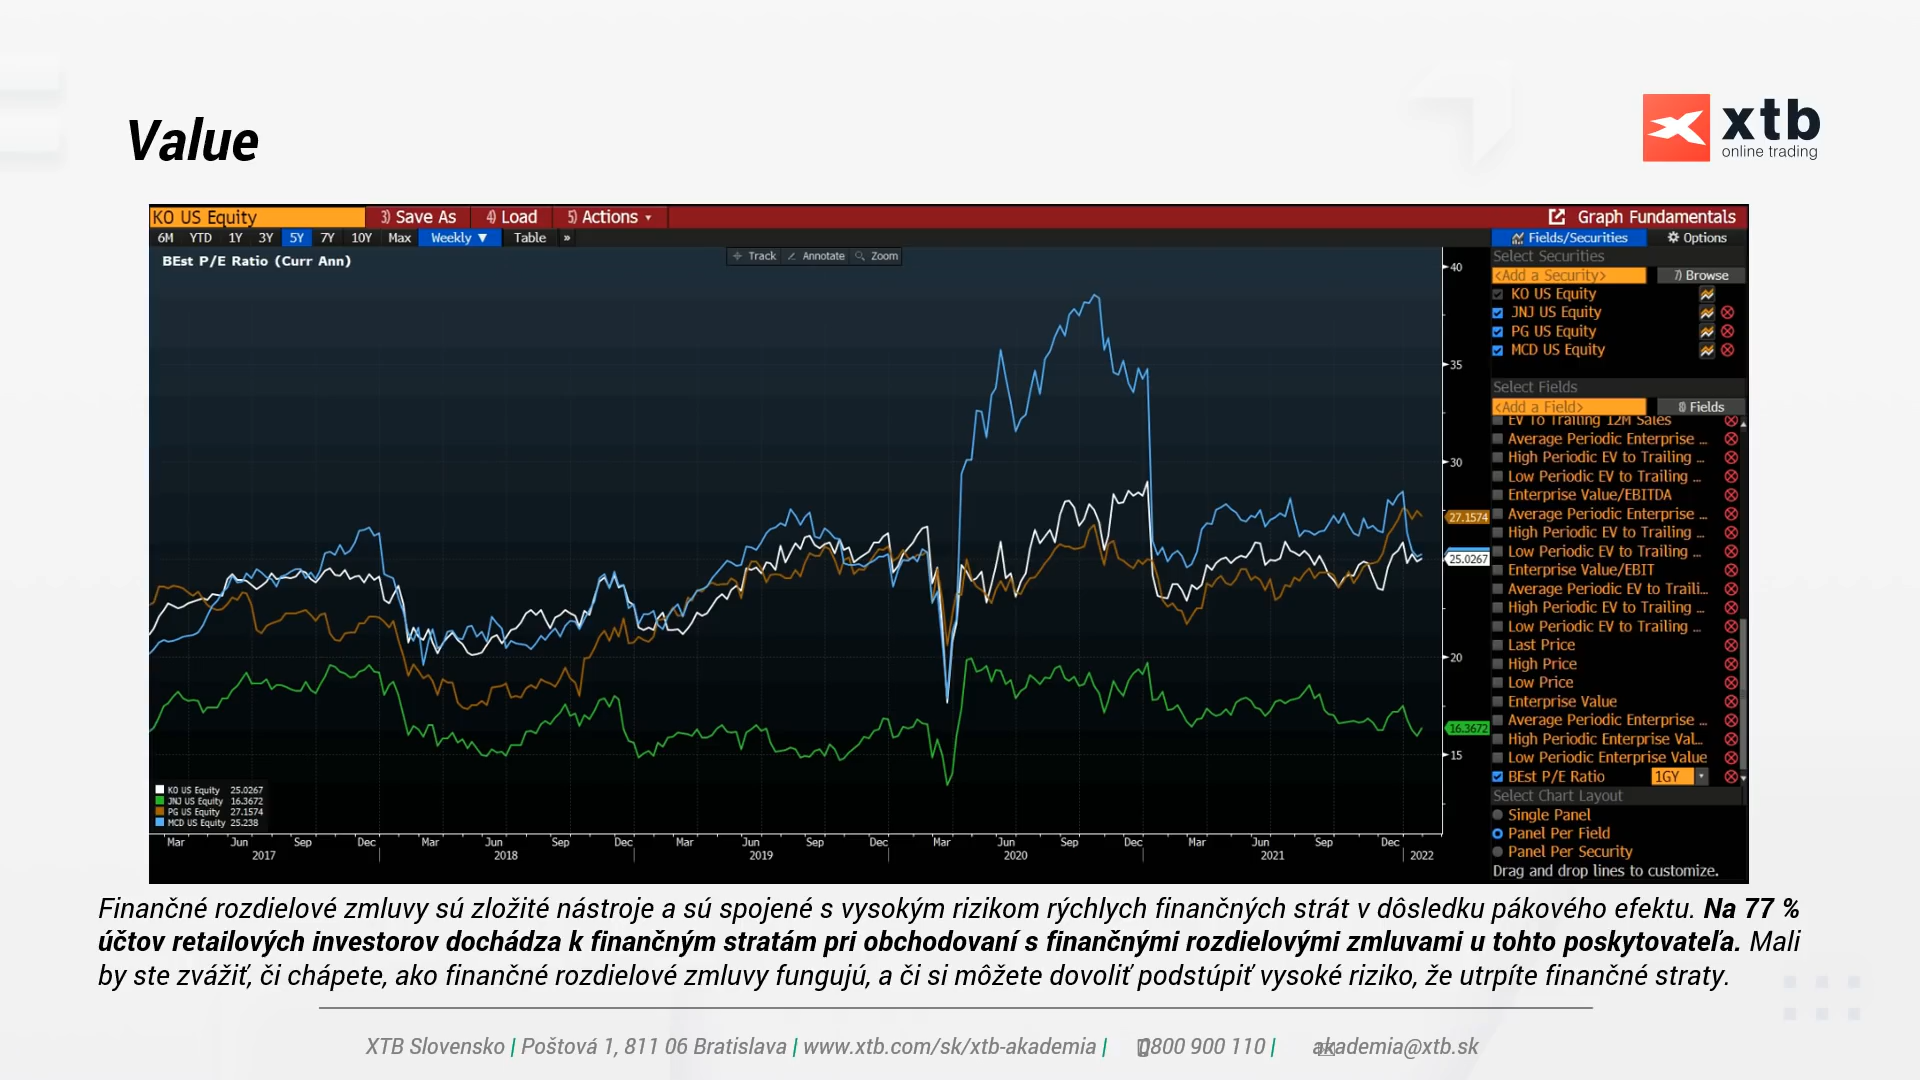 Value
xtb
online trading
KO US Equity 3) Save As 4) Load 5) Actions Graph Fundamentals
6M YTD 1Y 3Y 5Y 7Y 10Y Max Weekly ▼ Table » Fields/Securities Options
BEst P/E Ratio (Curr Ann)
Track Annotate Zoom
40
35
30
27.1574
25.0267
20
16.3672
15
Select Securities
<Add a Security> 7) Browse
KO US Equity
JNJ US Equity
PG US Equity
MCD US Equity
Select Fields
<Add a Field> 8) Fields
EV To Trailing 12M Sales
Average Periodic Enterprise ...
High Periodic EV to Trailing ...
Low Periodic EV to Trailing ...
Enterprise Value/EBITDA
Average Periodic Enterprise ...
High Periodic EV to Trailing ...
Low Periodic EV to Trailing ...
Enterprise Value/EBIT
Average Periodic EV to Traili...
High Periodic EV to Trailing ...
Low Periodic EV to Trailing ...
Last Price
High Price
Low Price
Enterprise Value
Average Periodic Enterprise ...
High Periodic Enterprise Val...
Low Periodic Enterprise Value
BEst P/E Ratio 1GY
Select Chart Layout
Single Panel
Panel Per Field
Panel Per Security
Drag and drop lines to customize.
KO US Equity 25.0267
JNJ US Equity 16.3672
PG US Equity 27.1574
MCD US Equity 25.238
Mar Jun Sep Dec Mar Jun Sep Dec Mar Jun Sep Dec Mar Jun Sep Dec Mar Jun Sep Dec
2017 2018 2019 2020 2021 2022
Finančné rozdielové zmluvy sú zložité nástroje a sú spojené s vysokým rizikom rýchlych finančných strát v dôsledku pákového efektu. Na 77 %
účtov retailových investorov dochádza k finančným stratám pri obchodovaní s finančnými rozdielovými zmluvami u tohto poskytovateľa. Mali
by ste zvážiť, či chápete, ako finančné rozdielové zmluvy fungujú, a či si môžete dovoliť podstúpiť vysoké riziko, že utrpíte finančné straty.
XTB Slovensko | Poštová 1, 811 06 Bratislava | www.xtb.com/sk/xtb-akademia | 0800 900 110 | akademia@xtb.sk